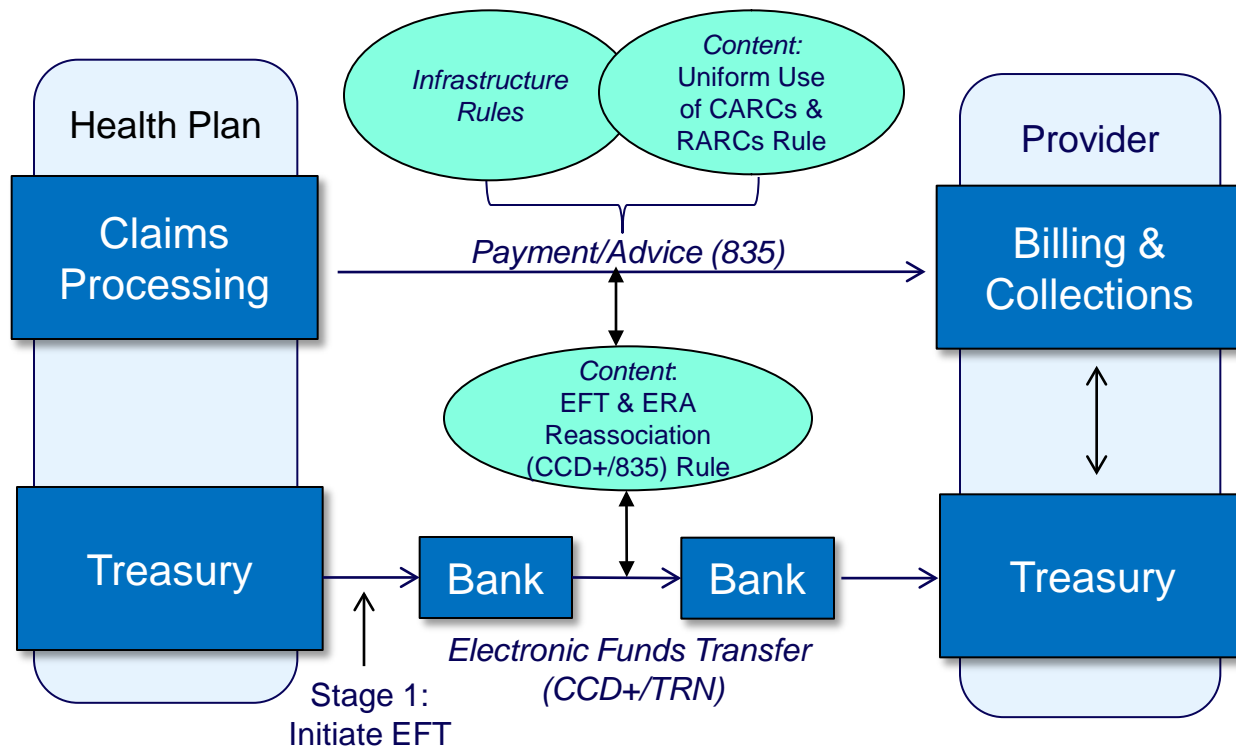 Health Plan
Infrastructure
Rules
Content:
Uniform Use
of CARCs &
RARCs Rule
Provider
Claims
Processing
Payment/Advice (835)
Billing &
Collections
Content:
EFT & ERA
Reassociation
(CCD+/835) Rule
Treasury
Bank
Bank
Treasury
Electronic Funds Transfer
(CCD+/TRN)
Stage 1:
Initiate EFT